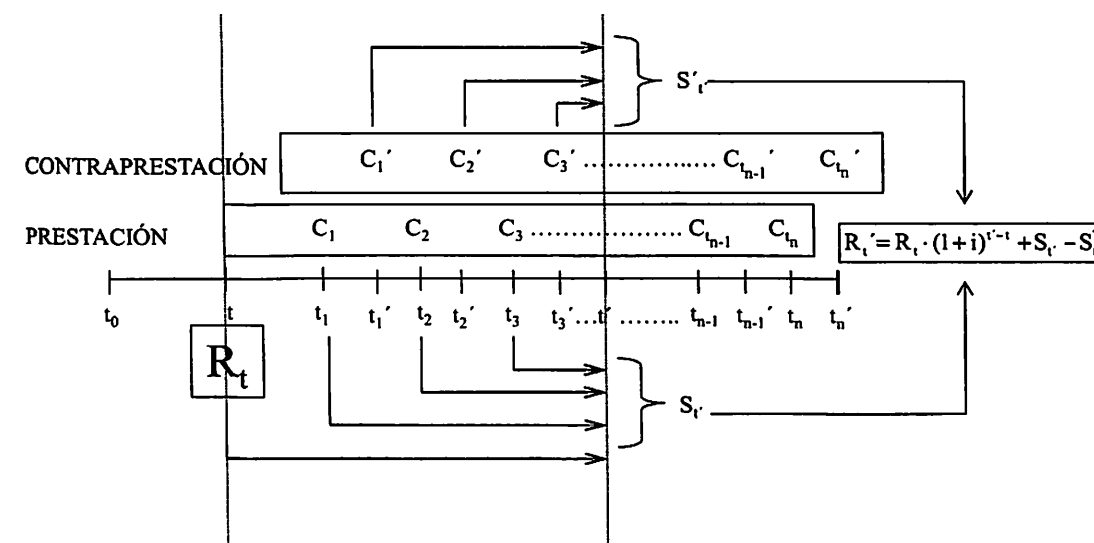 S´t´
CONTRAPRESTACIÓN C1´ C2´ C3´ ................. Ctn-1´ Ctn´
PRESTACIÓN C1 C2 C3 ...................... Ctn-1 Ctn
Rt´= Rt · (1+i)^t´-t + St´ – S´t
t0 t t1 t1´ t2 t2´ t3 t3´...t´ ........ tn-1 tn-1´ tn tn´
Rt
St´